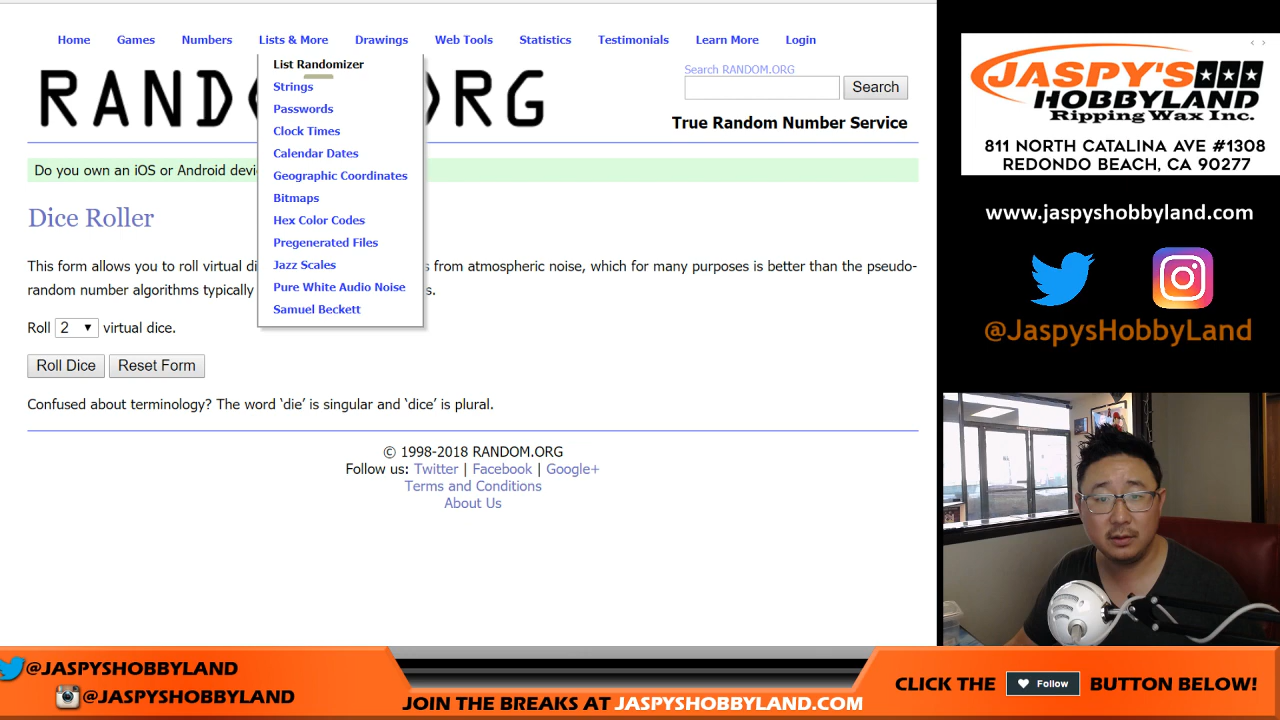 Home Games Numbers Lists & More Drawings Web Tools Statistics Testimonials Learn More Login
List Randomizer
Strings
Passwords
Clock Times
Calendar Dates
Geographic Coordinates
Bitmaps
Hex Color Codes
Pregenerated Files
Jazz Scales
Pure White Audio Noise
Samuel Beckett
Search RANDOM.ORG
Search
True Random Number Service
Do you own an iOS or Android
Dice Roller
This form allows you to roll virtual from atmospheric noise, which for many purposes is better than the pseudo-
random number algorithms typically
Roll 2 virtual dice.
Roll Dice Reset Form
Confused about terminology? The word ‘die’ is singular and ‘dice’ is plural.
© 1998-2018 RANDOM.ORG
Follow us: Twitter | Facebook | Google+
Terms and Conditions
About Us
JASPY'S
HOBBYLAND
Ripping Wax Inc.
811 NORTH CATALINA AVE #1308
REDONDO BEACH, CA 90277
www.jaspyshobbyland.com
@JaspysHobbyLand
@JASPYSHOBBYLAND
@JASPYSHOBBYLAND
JOIN THE BREAKS AT JASPYSHOBBYLAND.COM
CLICK THE Follow BUTTON BELOW!